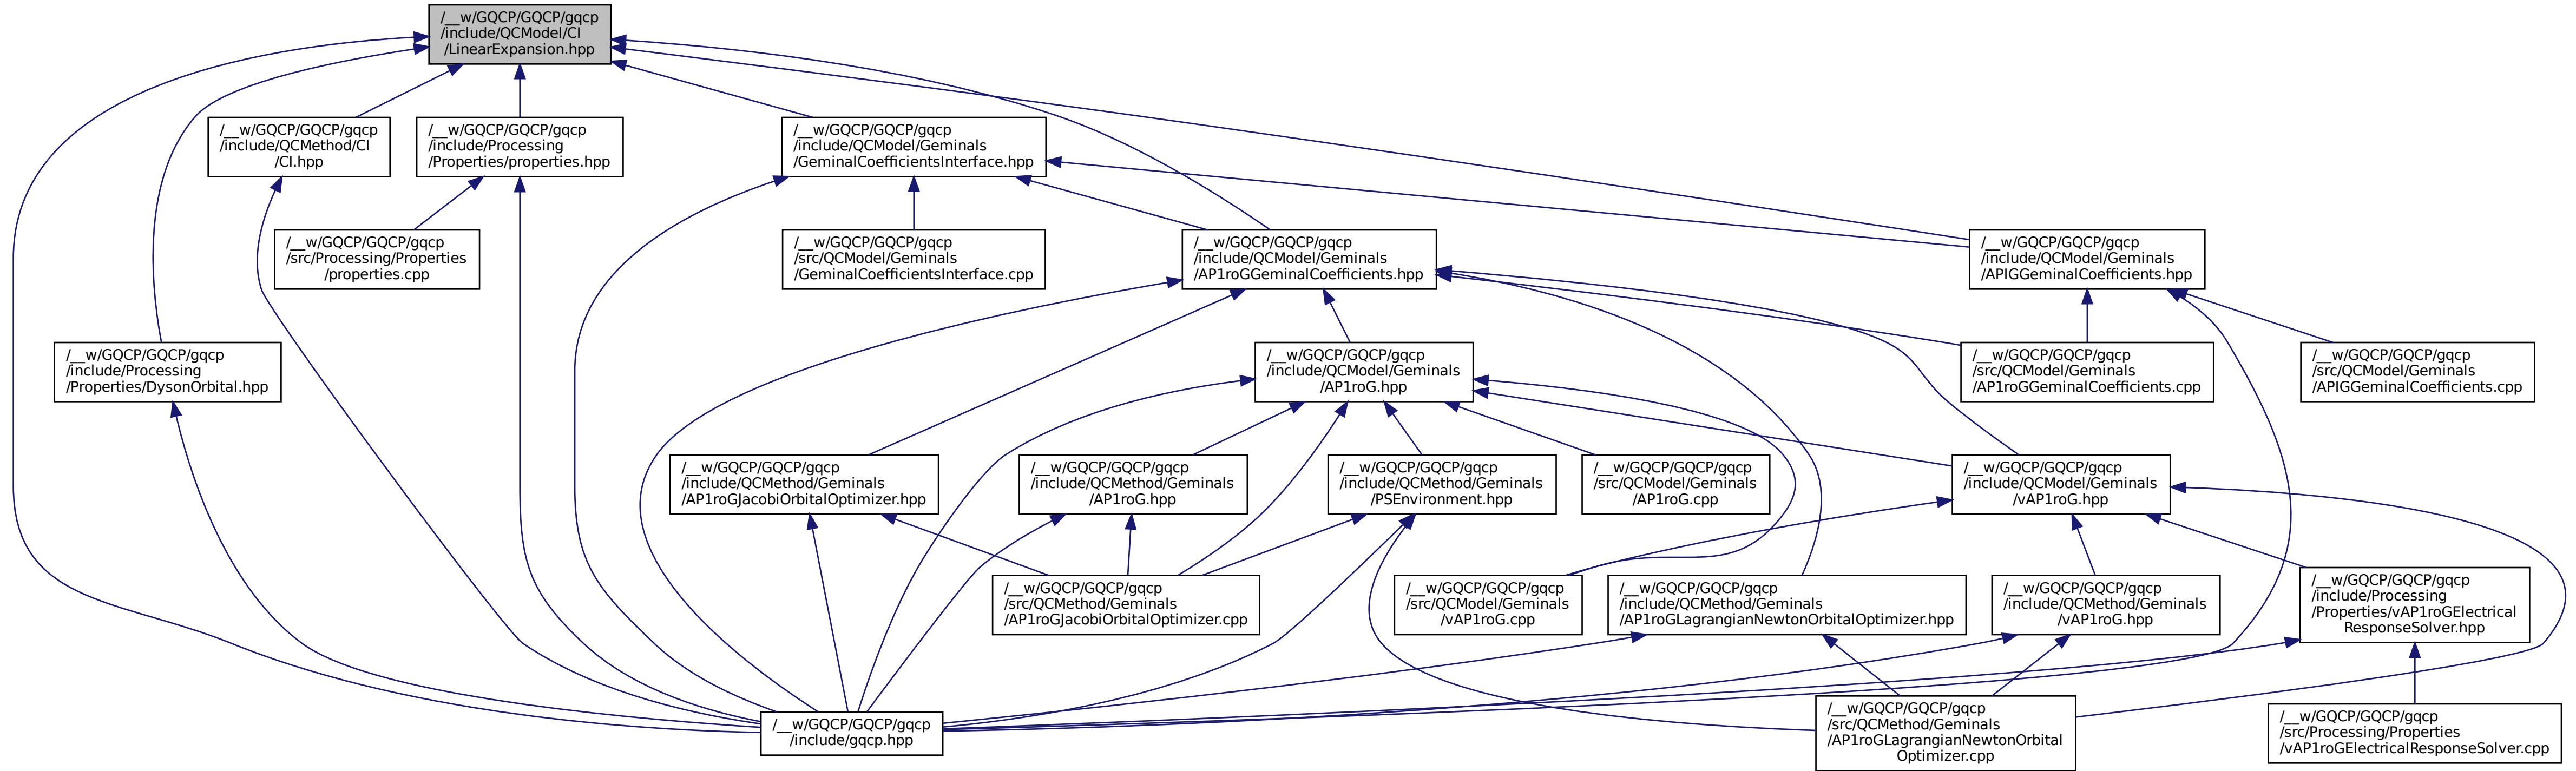 /__w/GQCP/GQCP/gqcp
/include/QCModel/CI
/LinearExpansion.hpp
/__w/GQCP/GQCP/gqcp
/include/QCMethod/CI
/CI.hpp
/__w/GQCP/GQCP/gqcp
/include/Processing
/Properties/properties.hpp
/__w/GQCP/GQCP/gqcp
/include/QCModel/Geminals
/GeminalCoefficientsInterface.hpp
/__w/GQCP/GQCP/gqcp
/src/Processing/Properties
/properties.cpp
/__w/GQCP/GQCP/gqcp
/src/QCModel/Geminals
/GeminalCoefficientsInterface.cpp
/__w/GQCP/GQCP/gqcp
/include/QCModel/Geminals
/AP1roGGeminalCoefficients.hpp
/__w/GQCP/GQCP/gqcp
/include/QCModel/Geminals
/APIGGeminalCoefficients.hpp
/__w/GQCP/GQCP/gqcp
/include/Processing
/Properties/DysonOrbital.hpp
/__w/GQCP/GQCP/gqcp
/include/QCModel/Geminals
/AP1roG.hpp
/__w/GQCP/GQCP/gqcp
/src/QCModel/Geminals
/AP1roGGeminalCoefficients.cpp
/__w/GQCP/GQCP/gqcp
/src/QCModel/Geminals
/APIGGeminalCoefficients.cpp
/__w/GQCP/GQCP/gqcp
/include/QCMethod/Geminals
/AP1roGJacobiOrbitalOptimizer.hpp
/__w/GQCP/GQCP/gqcp
/include/QCMethod/Geminals
/AP1roG.hpp
/__w/GQCP/GQCP/gqcp
/include/QCMethod/Geminals
/PSEnvironment.hpp
/__w/GQCP/GQCP/gqcp
/src/QCModel/Geminals
/AP1roG.cpp
/__w/GQCP/GQCP/gqcp
/include/QCModel/Geminals
/vAP1roG.hpp
/__w/GQCP/GQCP/gqcp
/src/QCMethod/Geminals
/AP1roGJacobiOrbitalOptimizer.cpp
/__w/GQCP/GQCP/gqcp
/src/QCModel/Geminals
/vAP1roG.cpp
/__w/GQCP/GQCP/gqcp
/include/QCMethod/Geminals
/AP1roGLagrangianNewtonOrbitalOptimizer.hpp
/__w/GQCP/GQCP/gqcp
/include/QCMethod/Geminals
/vAP1roG.hpp
/__w/GQCP/GQCP/gqcp
/include/Processing
/Properties/vAP1roGElectrical
ResponseSolver.hpp
/__w/GQCP/GQCP/gqcp
/include/gqcp.hpp
/__w/GQCP/GQCP/gqcp
/src/QCMethod/Geminals
/AP1roGLagrangianNewtonOrbital
Optimizer.cpp
/__w/GQCP/GQCP/gqcp
/src/Processing/Properties
/vAP1roGElectricalResponseSolver.cpp